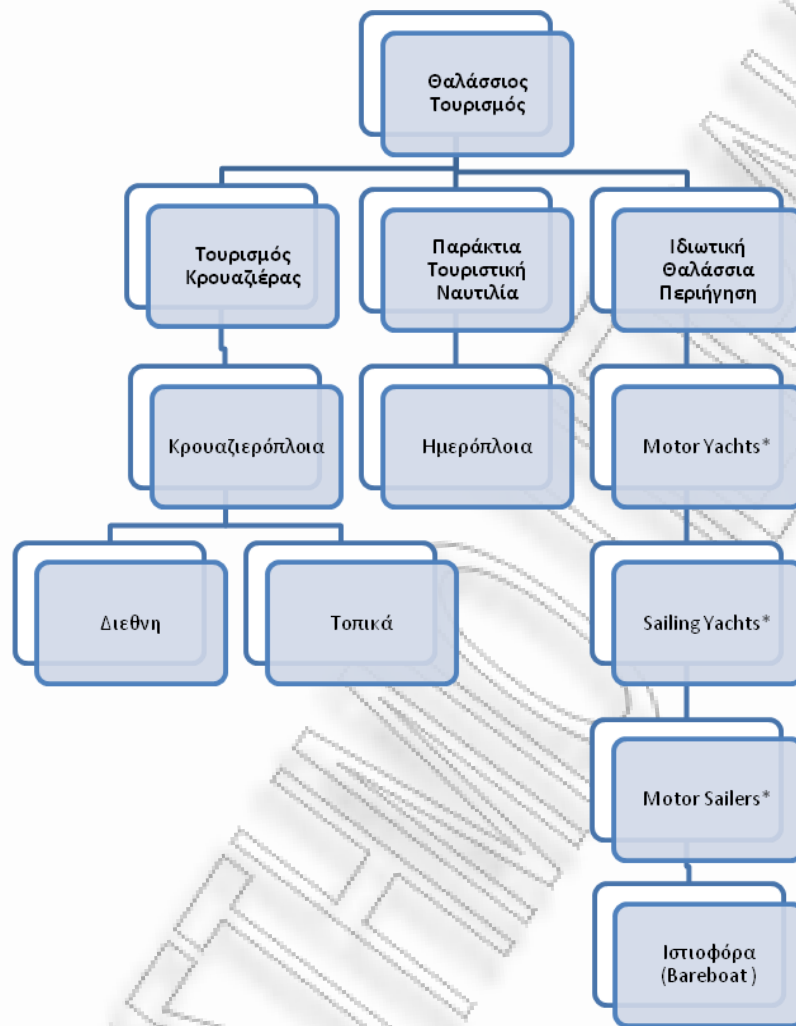 Θαλάσσιος
Τουρισμός
Τουρισμός
Κρουαζιέρας
Παράκτια
Τουριστική
Ναυτιλία
Ιδιωτική
Θαλάσσια
Περιήγηση
Κρουαζιερόπλοια
Ημερόπλοια
Motor Yachts*
Διεθνη
Τοπικά
Sailing Yachts*
Motor Sailers*
Ιστιοφόρα
(Bareboat )